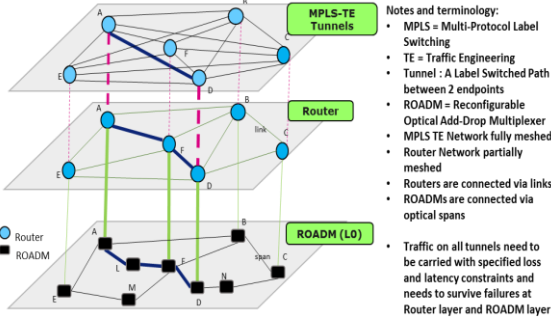 MPLS-TE
Tunnels
A
B
C
F
E
D
Router
A
B
link
C
F
E
D
ROADM (L0)
A
B
span
C
L
F
N
M
E
D
Router
ROADM
Notes and terminology:
• MPLS = Multi-Protocol Label
Switching
• TE = Traffic Engineering
• Tunnel : A Label Switched Path
between 2 endpoints
• ROADM = Reconfigurable
Optical Add-Drop Multiplexer
• MPLS TE Network fully meshed
• Router Network partially
meshed
• Routers are connected via links
• ROADMs are connected via
optical spans
• Traffic on all tunnels need to
be carried with specified loss
and latency constraints and
needs to survive failures at
Router layer and ROADM layer